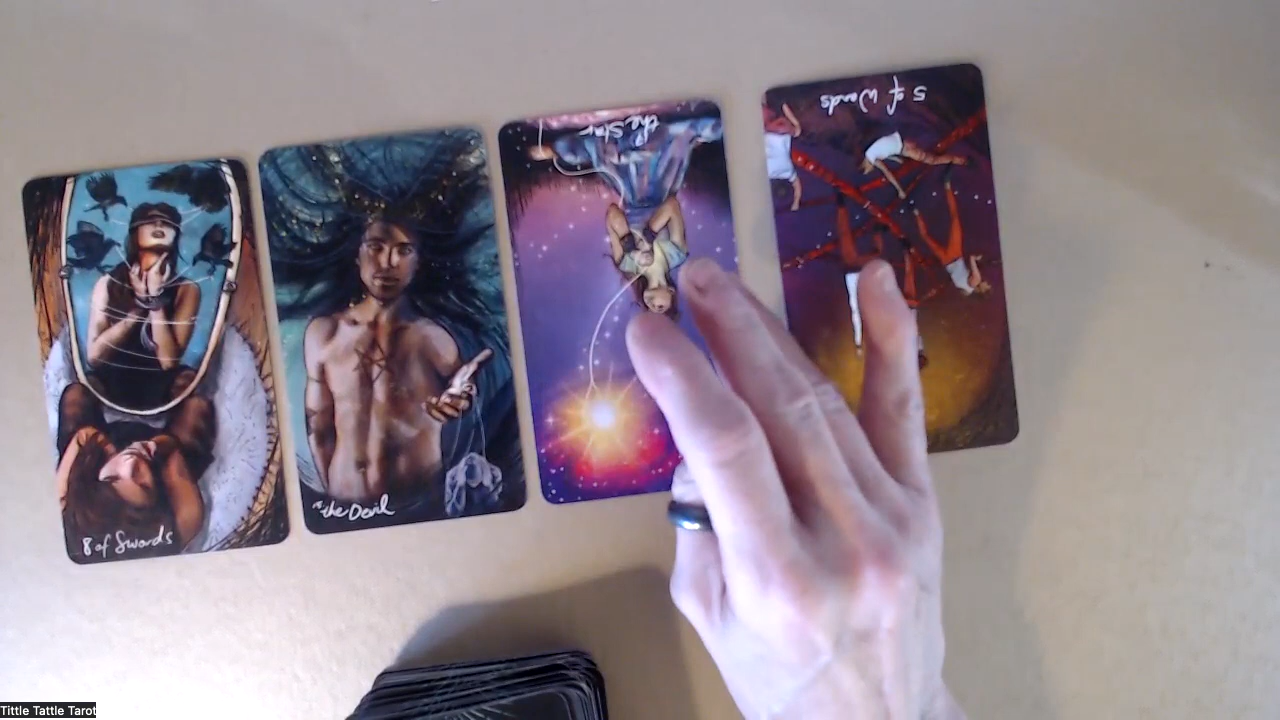 8 of Swords
the Devil
the Star
5 of Wands
Tittle Tattle Tarot